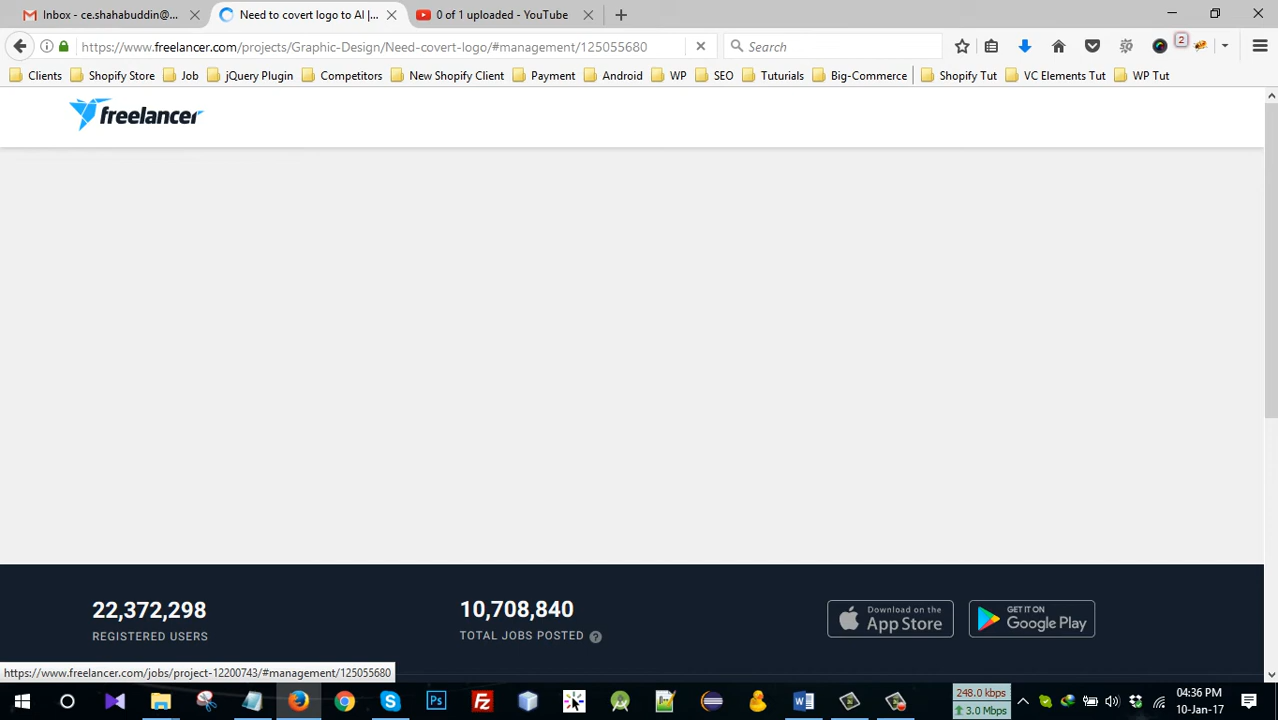 Inbox - ce.shahabuddin@...
Need to covert logo to AI |...
0 of 1 uploaded - YouTube
https://www.freelancer.com/projects/Graphic-Design/Need-covert-logo/#management/125055680
Search
2
Clients
Shopify Store
Job
jQuery Plugin
Competitors
New Shopify Client
Payment
Android
WP
SEO
Tuturials
Big-Commerce
Shopify Tut
VC Elements Tut
WP Tut
freelancer
22,372,298
REGISTERED USERS
10,708,840
TOTAL JOBS POSTED ?
Download on the
App Store
GET IT ON
Google Play
https://www.freelancer.com/jobs/project-12200743/#management/125055680
Ps
Fz
248.0 kbps
3.0 Mbps
04:36 PM
10-Jan-17